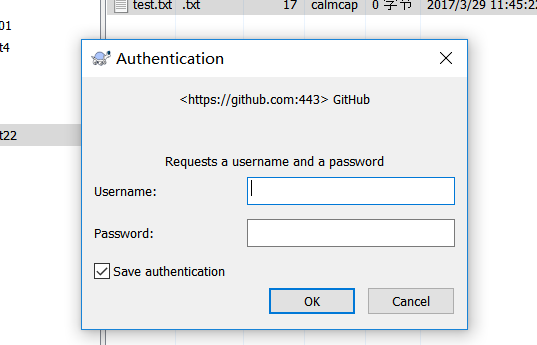 test.txt .txt 17 calmcap 0 字节 2017/3/29 11:45:22
01
t4
Authentication
<https://github.com:443> GitHub
t22
Requests a username and a password
Username:
Password:
Save authentication
OK Cancel